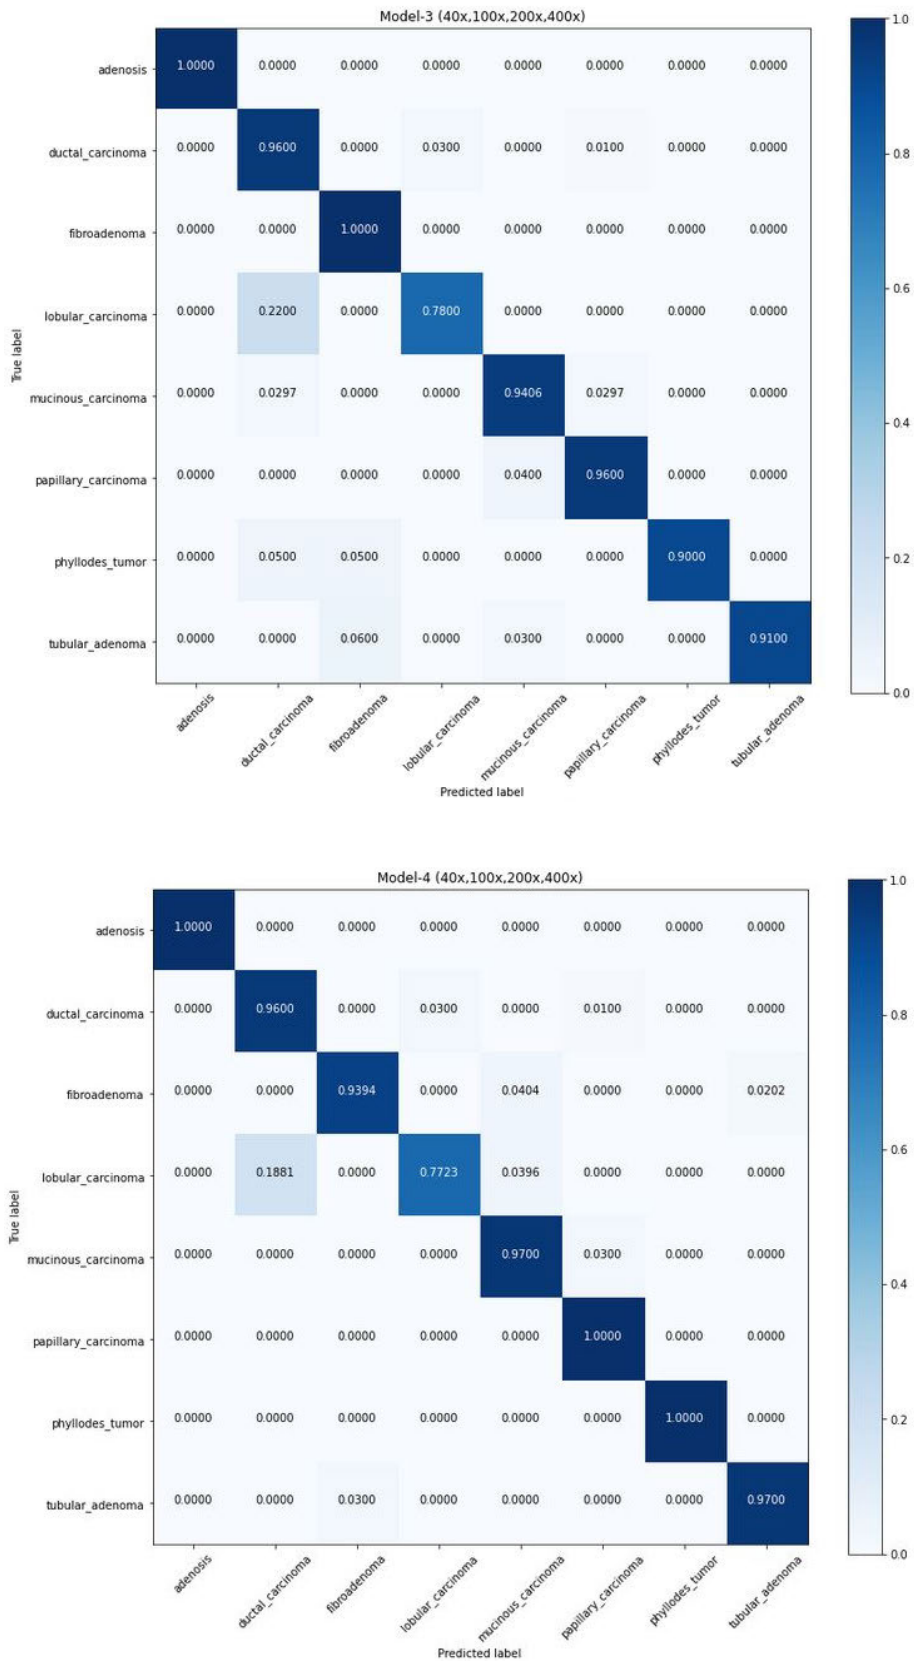 Model-3 (40x,100x,200x,400x)
1.0
adenosis 1.0000 0.0000 0.0000 0.0000 0.0000 0.0000 0.0000 0.0000
ductal_carcinoma 0.0000 0.9600 0.0000 0.0300 0.0000 0.0100 0.0000 0.0000
0.8
fibroadenoma 0.0000 0.0000 1.0000 0.0000 0.0000 0.0000 0.0000 0.0000
0.6
lobular_carcinoma 0.0000 0.2200 0.0000 0.7800 0.0000 0.0000 0.0000 0.0000
True label
mucinous_carcinoma 0.0000 0.0297 0.0000 0.0000 0.9406 0.0297 0.0000 0.0000
0.4
papillary_carcinoma 0.0000 0.0000 0.0000 0.0000 0.0400 0.9600 0.0000 0.0000
phyllodes_tumor 0.0000 0.0500 0.0500 0.0000 0.0000 0.0000 0.9000 0.0000
0.2
tubular_adenoma 0.0000 0.0000 0.0600 0.0000 0.0300 0.0000 0.0000 0.9100
0.0
adenosis ductal_carcinoma fibroadenoma lobular_carcinoma mucinous_carcinoma papillary_carcinoma phyllodes_tumor tubular_adenoma
Predicted label
Model-4 (40x,100x,200x,400x)
1.0
adenosis 1.0000 0.0000 0.0000 0.0000 0.0000 0.0000 0.0000 0.0000
ductal_carcinoma 0.0000 0.9600 0.0000 0.0300 0.0000 0.0100 0.0000 0.0000
0.8
fibroadenoma 0.0000 0.0000 0.9394 0.0000 0.0404 0.0000 0.0000 0.0202
0.6
lobular_carcinoma 0.0000 0.1881 0.0000 0.7723 0.0396 0.0000 0.0000 0.0000
True label
mucinous_carcinoma 0.0000 0.0000 0.0000 0.0000 0.9700 0.0300 0.0000 0.0000
0.4
papillary_carcinoma 0.0000 0.0000 0.0000 0.0000 0.0000 1.0000 0.0000 0.0000
phyllodes_tumor 0.0000 0.0000 0.0000 0.0000 0.0000 0.0000 1.0000 0.0000
0.2
tubular_adenoma 0.0000 0.0000 0.0300 0.0000 0.0000 0.0000 0.0000 0.9700
0.0
adenosis ductal_carcinoma fibroadenoma lobular_carcinoma mucinous_carcinoma papillary_carcinoma phyllodes_tumor tubular_adenoma
Predicted label